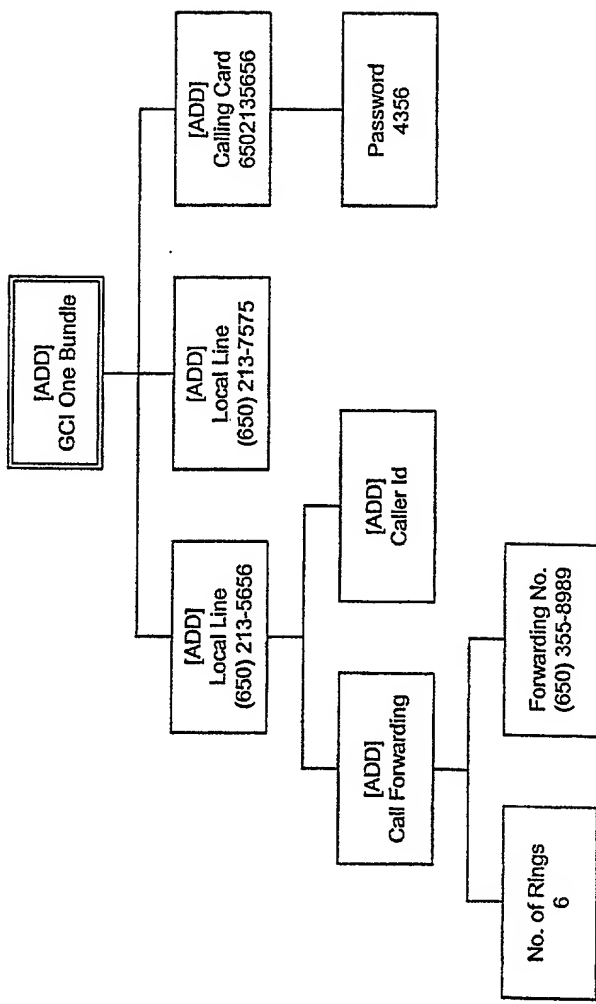 [ADD]
GCI One Bundle
[ADD]
Local Line
(650) 213-5656
[ADD]
Local Line
(650) 213-7575
[ADD]
Calling Card
6502135656
[ADD]
Call Forwarding
[ADD]
Caller Id
Password
4356
No. of Rings
6
Forwarding No.
(650) 355-8989